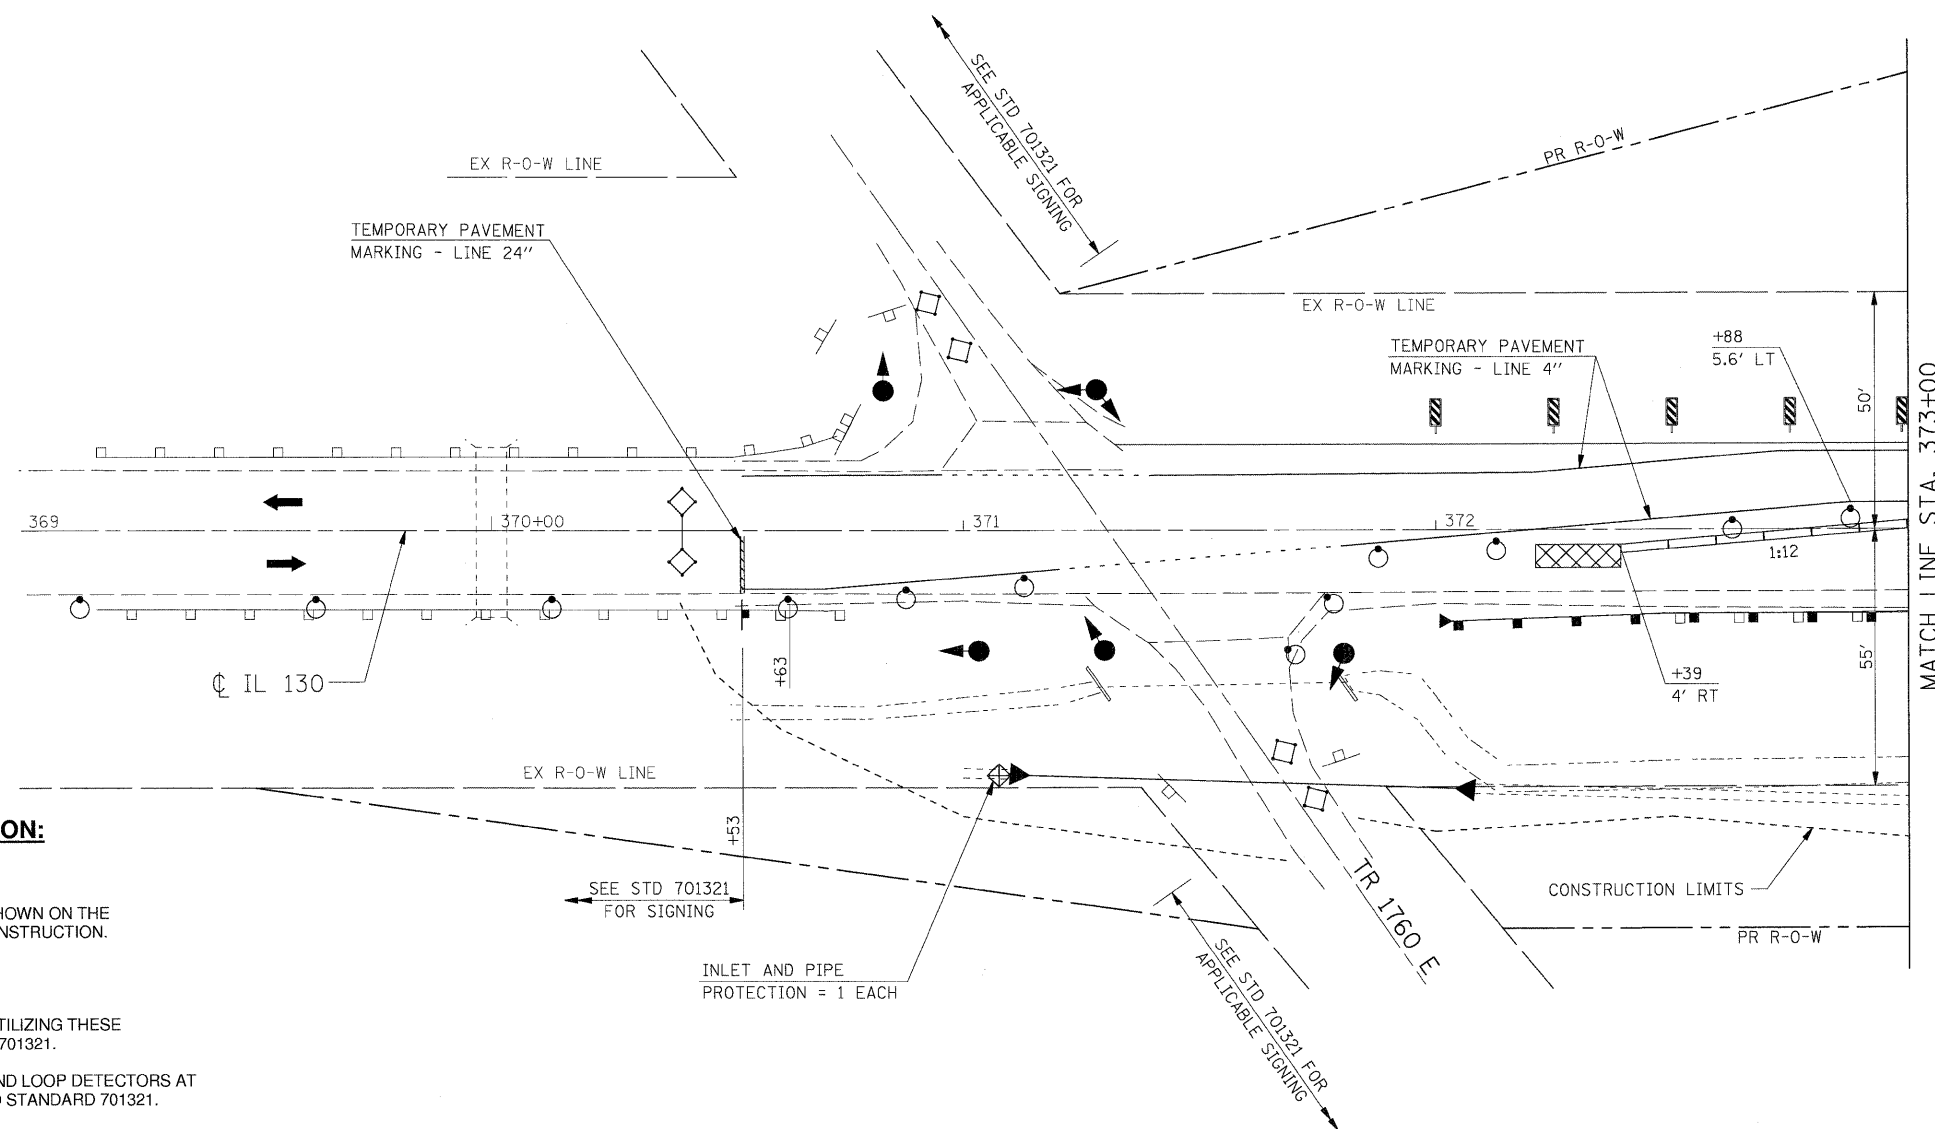 SEE STD 701321 FOR
APPLICABLE SIGNING
PR R-O-W
EX R-O-W LINE
TEMPORARY PAVEMENT
MARKING - LINE 24"
EX R-O-W LINE
TEMPORARY PAVEMENT
MARKING - LINE 4"
+88
5.6' LT
50'
MATCH LINE STA. 373+00
369
370+00
371
372
1:12
+63
55'
℄ IL 130
+39
4' RT
EX R-O-W LINE
+53
ON:
SEE STD 701321
FOR SIGNING
TR 1760 E
CONSTRUCTION LIMITS
HOWN ON THE
NSTRUCTION.
PR R-O-W
INLET AND PIPE
PROTECTION = 1 EACH
SEE STD 701321 FOR
APPLICABLE SIGNING
TILIZING THESE
701321.
ND LOOP DETECTORS AT
STANDARD 701321.